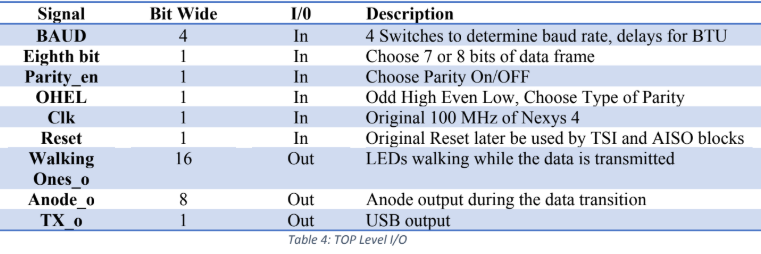 Signal Bit Wide I/0 Description
BAUD 4 In 4 Switches to determine baud rate, delays for BTU
Eighth bit 1 In Choose 7 or 8 bits of data frame
Parity_en 1 In Choose Parity On/OFF
OHEL 1 In Odd High Even Low, Choose Type of Parity
Clk 1 In Original 100 MHz of Nexys 4
Reset 1 In Original Reset later be used by TSI and AISO blocks
Walking 16 Out LEDs walking while the data is transmitted
Ones_o
Anode_o 8 Out Anode output during the data transition
TX_o 1 Out USB output
Table 4: TOP Level I/O